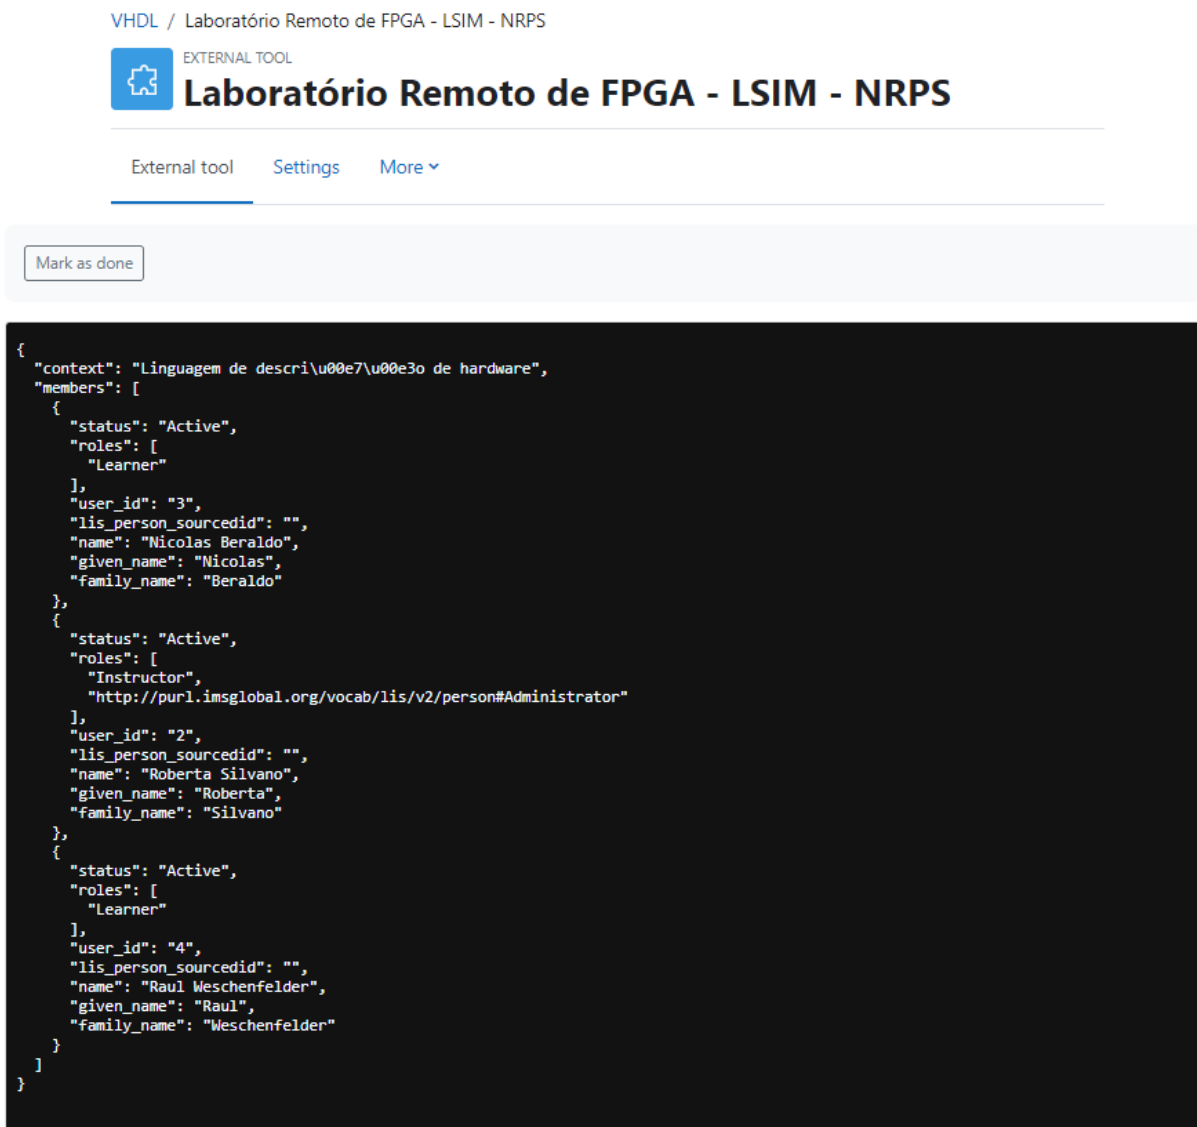 VHDL / Laboratório Remoto de FPGA - LSIM - NRPS
EXTERNAL TOOL
Laboratório Remoto de FPGA - LSIM - NRPS
External tool Settings More
Mark as done
{
  "context": "Linguagem de descri\u00e7\u00e3o de hardware",
  "members": [
    {
      "status": "Active",
      "roles": [
        "Learner"
      ],
      "user_id": "3",
      "lis_person_sourcedid": "",
      "name": "Nicolas Beraldo",
      "given_name": "Nicolas",
      "family_name": "Beraldo"
    },
    {
      "status": "Active",
      "roles": [
        "Instructor",
        "http://purl.imsglobal.org/vocab/lis/v2/person#Administrator"
      ],
      "user_id": "2",
      "lis_person_sourcedid": "",
      "name": "Roberta Silvano",
      "given_name": "Roberta",
      "family_name": "Silvano"
    },
    {
      "status": "Active",
      "roles": [
        "Learner"
      ],
      "user_id": "4",
      "lis_person_sourcedid": "",
      "name": "Raul Weschenfelder",
      "given_name": "Raul",
      "family_name": "Weschenfelder"
    }
  ]
}